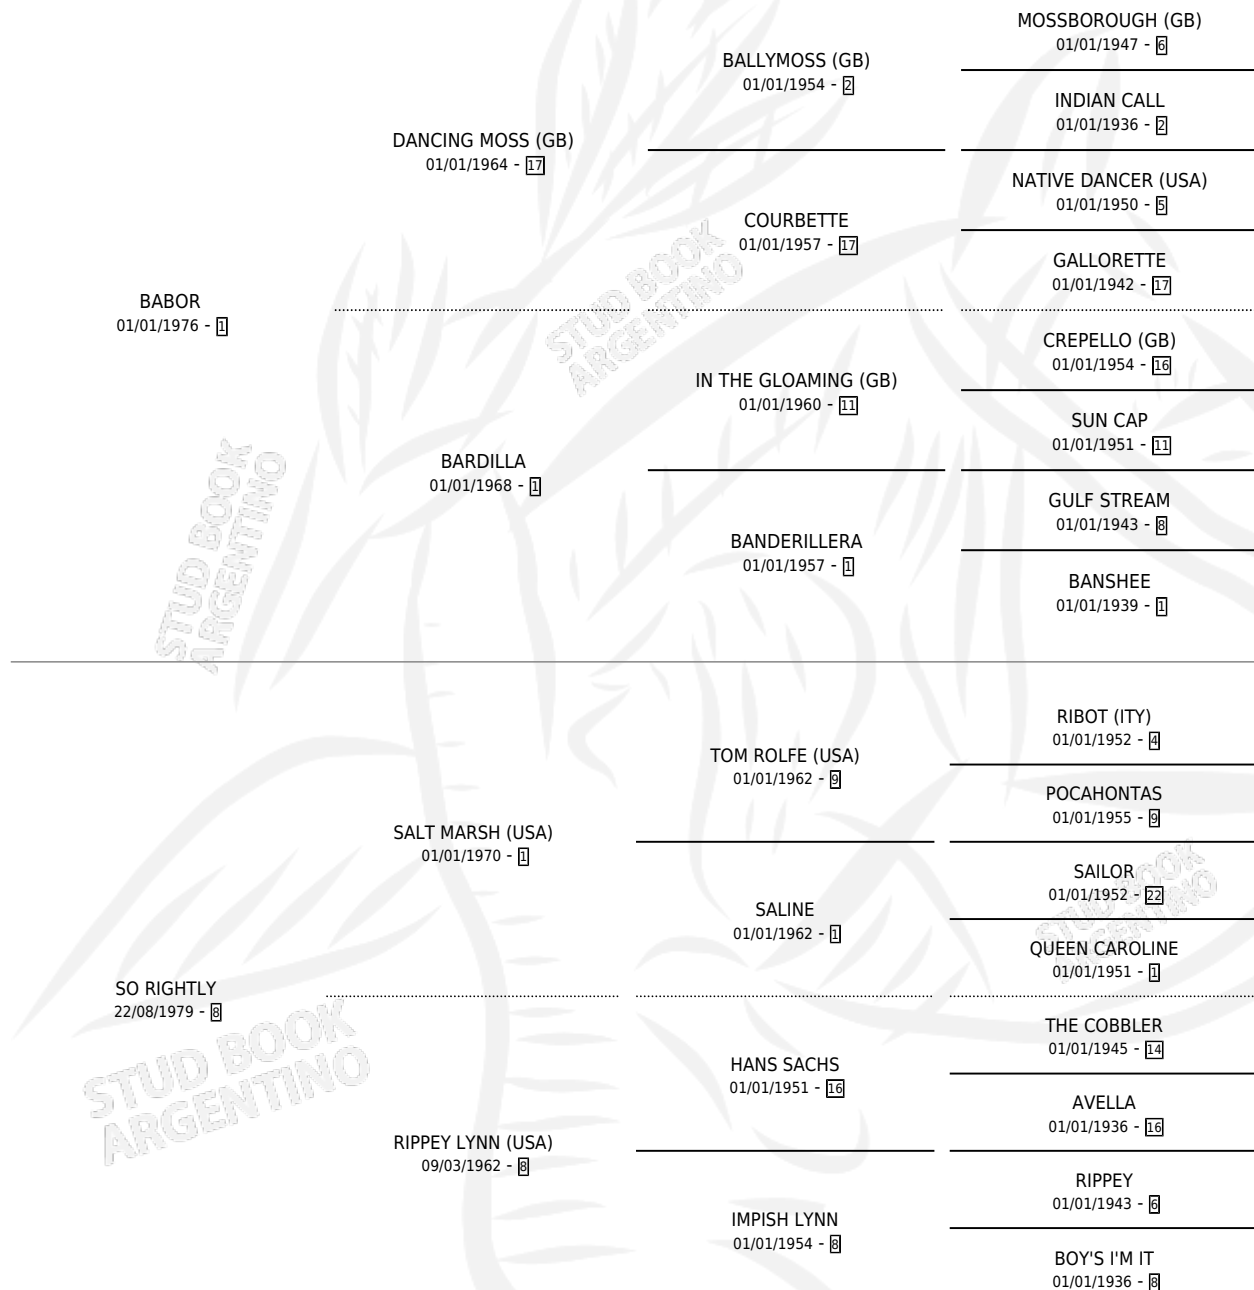 MOSSBOROUGH (GB)
01/01/1947 - 6
BALLYMOSS (GB)
01/01/1954 - 2
INDIAN CALL
01/01/1936 - 2
DANCING MOSS (GB)
01/01/1964 - 17
NATIVE DANCER (USA)
01/01/1950 - 5
COURBETTE
01/01/1957 - 17
GALLORETTE
01/01/1942 - 17
BABOR
01/01/1976 - 1
CREPELLO (GB)
01/01/1954 - 16
IN THE GLOAMING (GB)
01/01/1960 - 11
SUN CAP
01/01/1951 - 11
BARDILLA
01/01/1968 - 1
GULF STREAM
01/01/1943 - 8
BANDERILLERA
01/01/1957 - 1
BANSHEE
01/01/1939 - 1
STUD BOOK
ARGENTINO
STUD BOOK
ARGENTINO
RIBOT (ITY)
01/01/1952 - 4
TOM ROLFE (USA)
01/01/1962 - 9
POCAHONTAS
01/01/1955 - 9
SALT MARSH (USA)
01/01/1970 - 1
SAILOR
01/01/1952 - 22
SALINE
01/01/1962 - 1
QUEEN CAROLINE
01/01/1951 - 1
STUD BOOK
ARGENTINO
SO RIGHTLY
22/08/1979 - 8
THE COBBLER
01/01/1945 - 14
HANS SACHS
01/01/1951 - 16
AVELLA
01/01/1936 - 16
RIPPEY LYNN (USA)
09/03/1962 - 8
RIPPEY
01/01/1943 - 6
IMPISH LYNN
01/01/1954 - 8
BOY'S I'M IT
01/01/1936 - 8
STUD BOOK
ARGENTINO